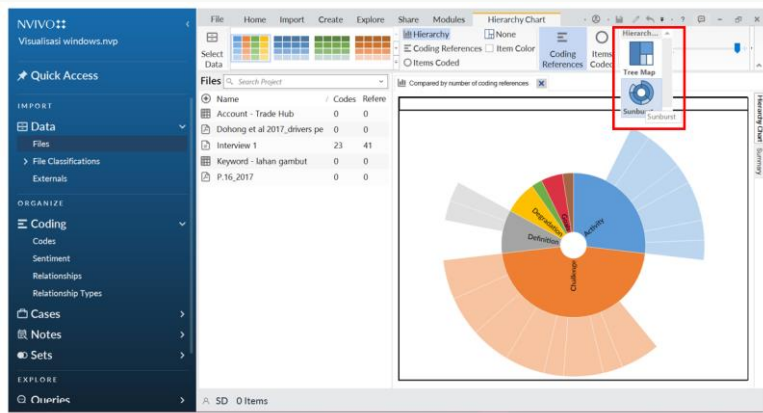 NVIVO
Visualisasi windows.nvp
Quick Access
IMPORT
Data
Files
File Classifications
Externals
ORGANIZE
Coding
Codes
Sentiment
Relationships
Relationship Types
Cases
Notes
Sets
EXPLORE
Queries
File Home Import Create Explore Share Modules Hierarchy Chart
Select Data
Hierarchy
Coding References
Items Coded
None
Item Color
Coding References
Items Coded
Hierarch...
Tree Map
Sunburst
Sunburst
Files Search Project
Name Codes Refere
Account - Trade Hub 0 0
Dohong et al 2017_drivers pe 0 0
Interview 1 23 41
Keyword - lahan gambut 0 0
P.16_2017 0 0
Compared by number of coding references
Hierarchy Chart
Summary
Activity
Challenge
Definition
Degradation
SD 0 Items